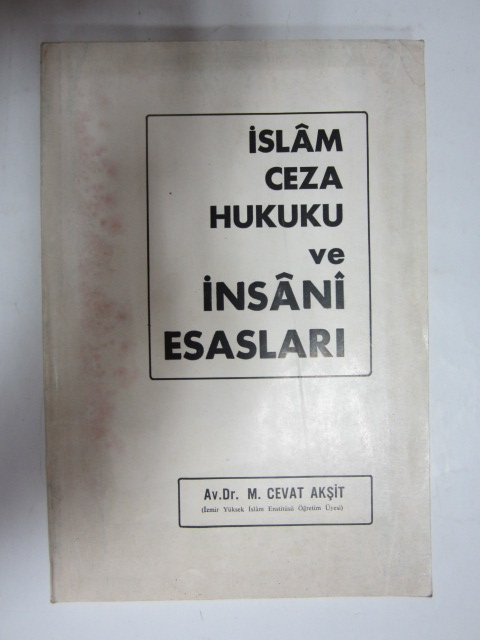 İSLÂM
CEZA
HUKUKU
ve
İNSÂNÎ
ESASLARI
Av.Dr. M. CEVAT AKŞİT
(İzmir Yüksek İslâm Enstitüsü Öğretim Üyesi)